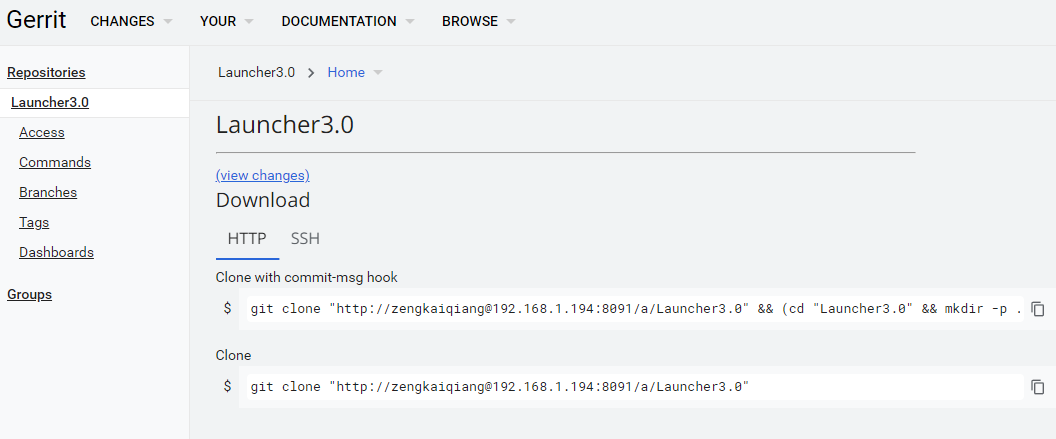 Gerrit CHANGES YOUR DOCUMENTATION BROWSE
Repositories
Launcher3.0
Access
Commands
Branches
Tags
Dashboards
Groups
Launcher3.0 > Home
Launcher3.0
(view changes)
Download
HTTP SSH
Clone with commit-msg hook
$ git clone "http://zengkaiqiang@192.168.1.194:8091/a/Launcher3.0" && (cd "Launcher3.0" && mkdir -p .
Clone
$ git clone "http://zengkaiqiang@192.168.1.194:8091/a/Launcher3.0"